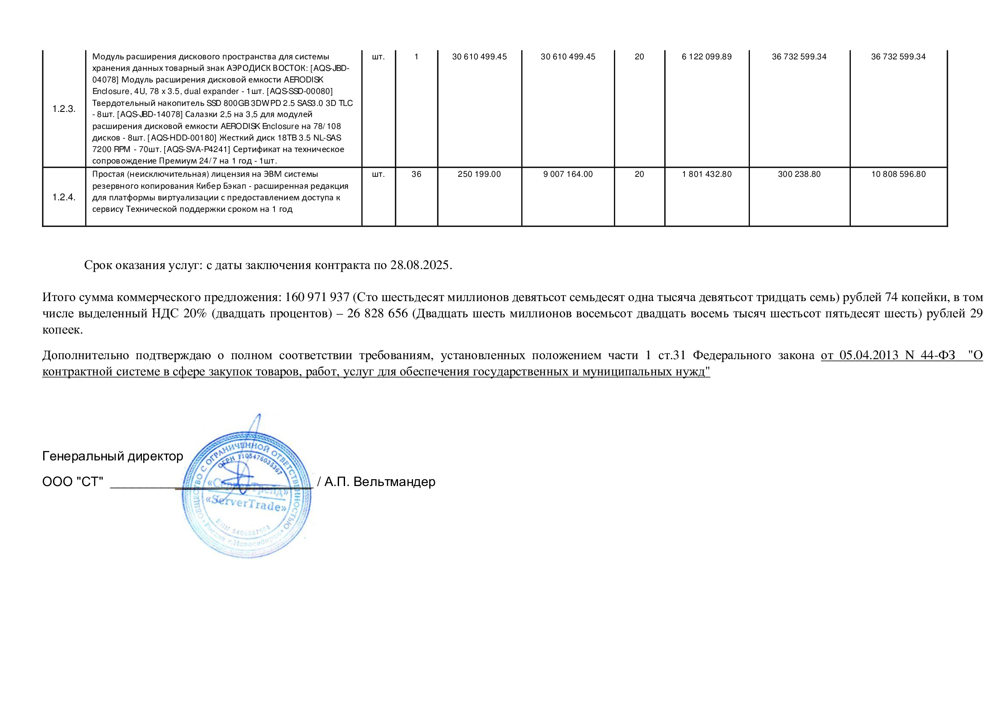 Модуль расширения дискового пространства для системы
хранения данных товарный знак АЭРОДИСК ВОСТОК: [AQS-JBD-
04078] Модуль расширения дисковой емкости AERODISK
Enclosure, 4U, 78 x 3.5, dual expander - 1шт. [AQS-SSD-00080]
Твердотельный накопитель SSD 800GB 3DWPD 2.5 SAS3.0 3D TLC
- 8шт. [AQS-JBD-14078] Салазки 2,5 на 3,5 для модулей
расширения дисковой емкости AERODISK Enclosure на 78/108
дисков - 8шт. [AQS-HDD-00180] Жесткий диск 18TB 3.5 NL-SAS
7200 RPM - 70шт. [AQS-SVA-P4241] Сертификат на техническое
сопровождение Премиум 24/7 на 1 год - 1шт.
1.2.3.
шт. 1 30 610 499.45 30 610 499.45 20 6 122 099.89 36 732 599.34 36 732 599.34
Простая (неисключительная) лицензия на ЭВМ системы
резервного копирования Кибер Бэкап - расширенная редакция
для платформы виртуализации с предоставлением доступа к
сервису Технической поддержки сроком на 1 год
1.2.4.
шт. 36 250 199.00 9 007 164.00 20 1 801 432.80 300 238.80 10 808 596.80
Срок оказания услуг: с даты заключения контракта по 28.08.2025.
Итого сумма коммерческого предложения: 160 971 937 (Сто шестьдесят миллионов девятьсот семьдесят одна тысяча девятьсот тридцать семь) рублей 74 копейки, в том
числе выделенный НДС 20% (двадцать процентов) – 26 828 656 (Двадцать шесть миллионов восемьсот двадцать восемь тысяч шестьсот пятьдесят шесть) рублей 29
копеек.
Дополнительно подтверждаю о полном соответствии требованиям, установленных положением части 1 ст.31 Федерального закона от 05.04.2013 N 44-ФЗ "О
контрактной системе в сфере закупок товаров, работ, услуг для обеспечения государственных и муниципальных нужд"
Генеральный директор
ООО "СТ" / А.П. Вельтмандер
ОБЩЕСТВО С ОГРАНИЧЕННОЙ ОТВЕТСТВЕННОСТЬЮ
ОГРН 1105476035367
«СерверТрейд»
«ServerTrade»
ИНН
Россия г.Новосибирск